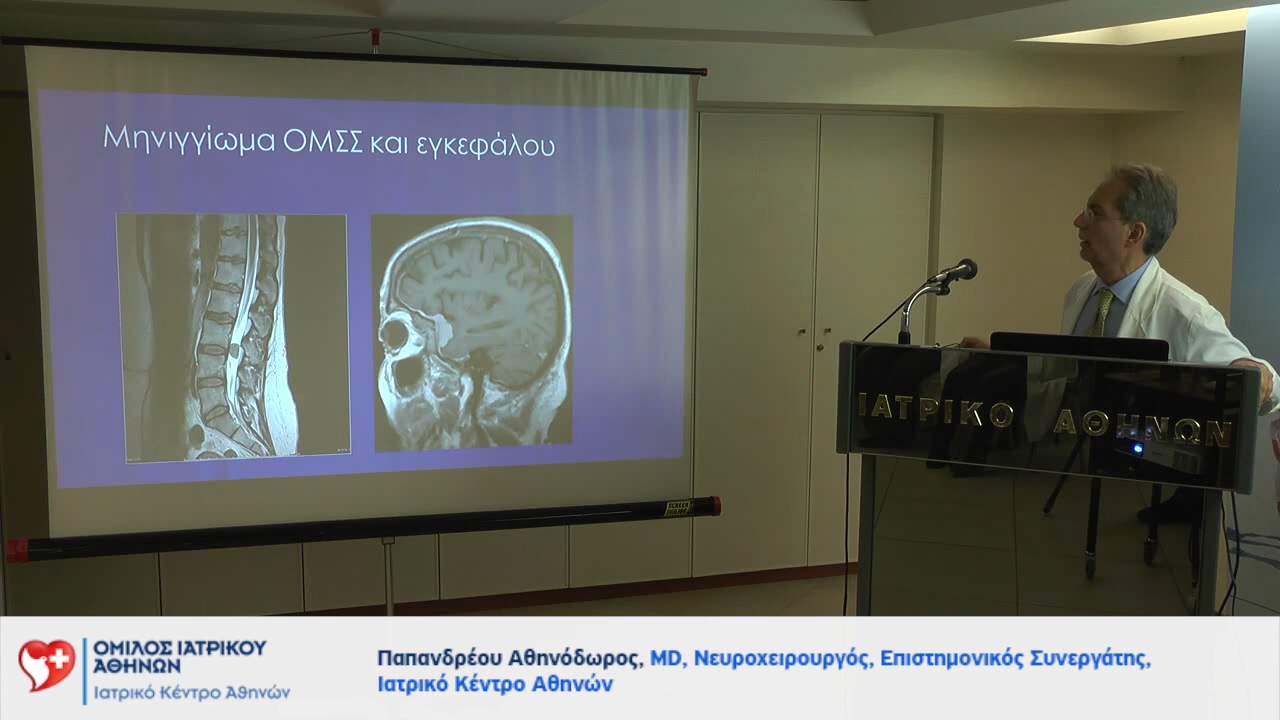 Μηνιγγίωμα ΟΜΣΣ και εγκεφάλου
ΙΑΤΡΙΚΟ ΑΘΗΝΩΝ
ΟΜΙΛΟΣ ΙΑΤΡΙΚΟΥ
ΑΘΗΝΩΝ
Ιατρικό Κέντρο Αθηνών
Παπανδρέου Αθηνόδωρος, MD, Νευροχειρουργός, Επιστημονικός Συνεργάτης,
Ιατρικό Κέντρο Αθηνών